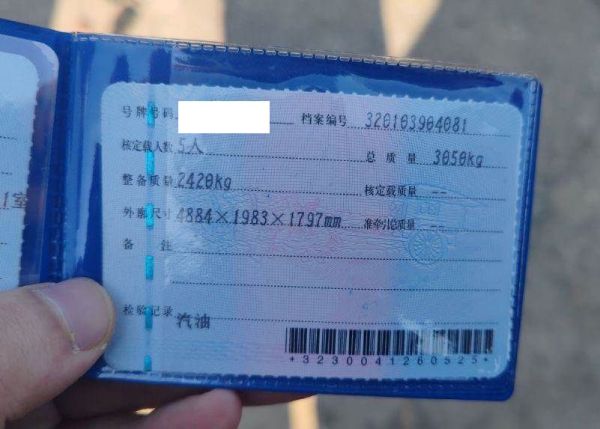 号牌号码 档案编号 320103904081
核定载人数 5人 总质量 3050kg
整备质量 2420kg 核定载质量 --
外廓尺寸 4884×1983×1797mm 准牵引总质量 --
备注
检验记录 汽油
*3230041260525*
室